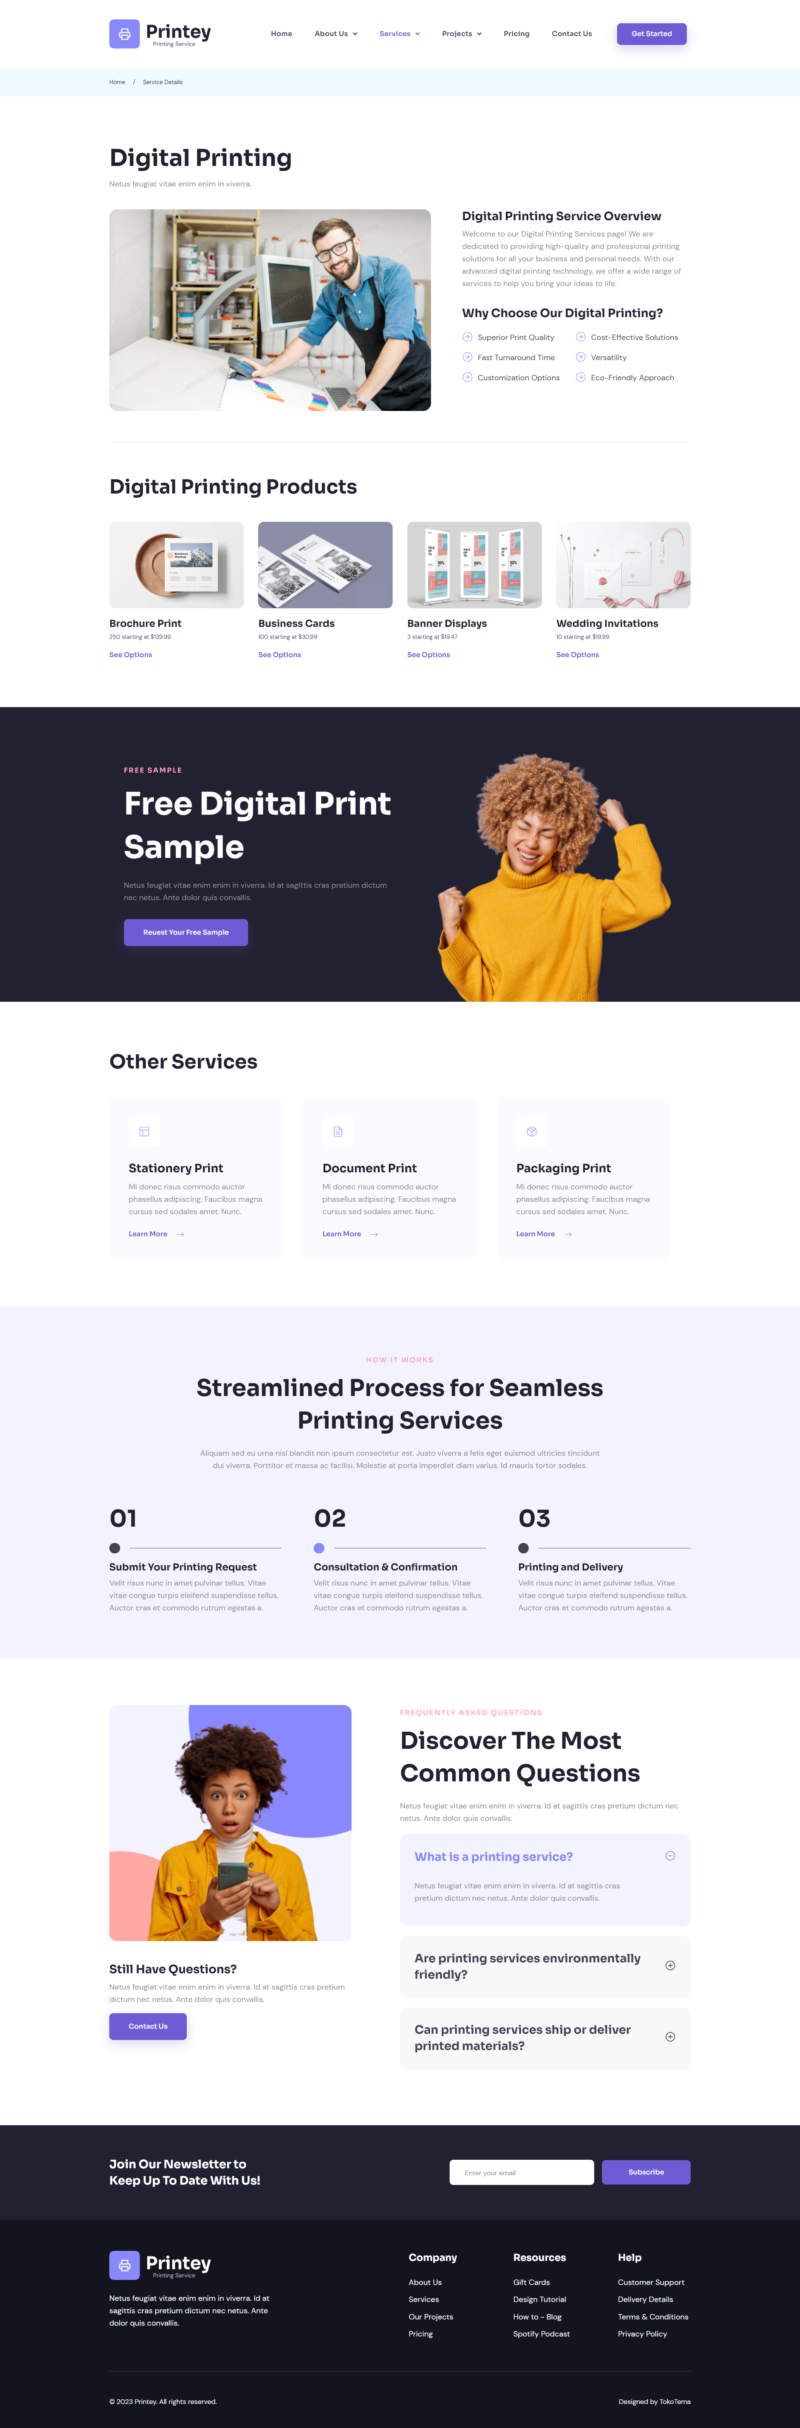 Printey
Printing Service
Home
About Us
Services
Projects
Pricing
Contact Us
Get Started
Home / Service Details
Digital Printing
Netus feugiat vitae enim enim in viverra.
Digital Printing Service Overview
Welcome to our Digital Printing Services page! We are
dedicated to providing high-quality and professional printing
solutions for all your business and personal needs. With our
advanced digital printing technology, we offer a wide range of
services to help you bring your ideas to life.
Why Choose Our Digital Printing?
Superior Print Quality
Cost-Effective Solutions
Fast Turnaround Time
Versatility
Customization Options
Eco-Friendly Approach
Digital Printing Products
Brochure Print
250 starting at $139.99
See Options
Business Cards
100 starting at $30.99
See Options
Banner Displays
3 starting at $19.47
See Options
Wedding Invitations
10 starting at $19.99
See Options
FREE SAMPLE
Free Digital Print
Sample
Netus feugiat vitae enim enim in viverra. Id at sagittis cras pretium dictum
nec netus. Ante dolor quis convallis.
Reuest Your Free Sample
Other Services
Stationery Print
Mi donec risus commodo auctor
phasellus adipiscing. Faucibus magna
cursus sed sodales amet. Nunc.
Learn More
Document Print
Mi donec risus commodo auctor
phasellus adipiscing. Faucibus magna
cursus sed sodales amet. Nunc.
Learn More
Packaging Print
Mi donec risus commodo auctor
phasellus adipiscing. Faucibus magna
cursus sed sodales amet. Nunc.
Learn More
HOW IT WORKS
Streamlined Process for Seamless
Printing Services
Aliquam sed eu urna nisl blandit non ipsum consectetur est. Justo viverra a felis eget euismod ultricies tincidunt
dui viverra. Porttitor et massa ac facilisi. Molestie at porta imperdiet diam varius. Id mauris tortor sodales.
01
Submit Your Printing Request
Velit risus nunc in amet pulvinar tellus. Vitae
vitae congue turpis eleifend suspendisse tellus.
Auctor cras et commodo rutrum egestas a.
02
Consultation & Confirmation
Velit risus nunc in amet pulvinar tellus. Vitae
vitae congue turpis eleifend suspendisse tellus.
Auctor cras et commodo rutrum egestas a.
03
Printing and Delivery
Velit risus nunc in amet pulvinar tellus. Vitae
vitae congue turpis eleifend suspendisse tellus.
Auctor cras et commodo rutrum egestas a.
Still Have Questions?
Netus feugiat vitae enim enim in viverra. Id at sagittis cras pretium
dictum nec netus. Ante dolor quis convallis.
Contact Us
FREQUENTLY ASKED QUESTIONS
Discover The Most
Common Questions
Netus feugiat vitae enim enim in viverra. Id at sagittis cras pretium dictum nec
netus. Ante dolor quis convallis.
What is a printing service?
Netus feugiat vitae enim enim in viverra. Id at sagittis cras
pretium dictum nec netus. Ante dolor quis convallis.
Are printing services environmentally
friendly?
Can printing services ship or deliver
printed materials?
Join Our Newsletter to
Keep Up To Date With Us!
Enter your email
Subscribe
Printey
Printing Service
Netus feugiat vitae enim enim in viverra. Id at
sagittis cras pretium dictum nec netus. Ante
dolor quis convallis.
Company
About Us
Services
Our Projects
Pricing
Resources
Gift Cards
Design Tutorial
How to - Blog
Spotify Podcast
Help
Customer Support
Delivery Details
Terms & Conditions
Privacy Policy
© 2023 Printey. All rights reserved.
Designed by TokoTema